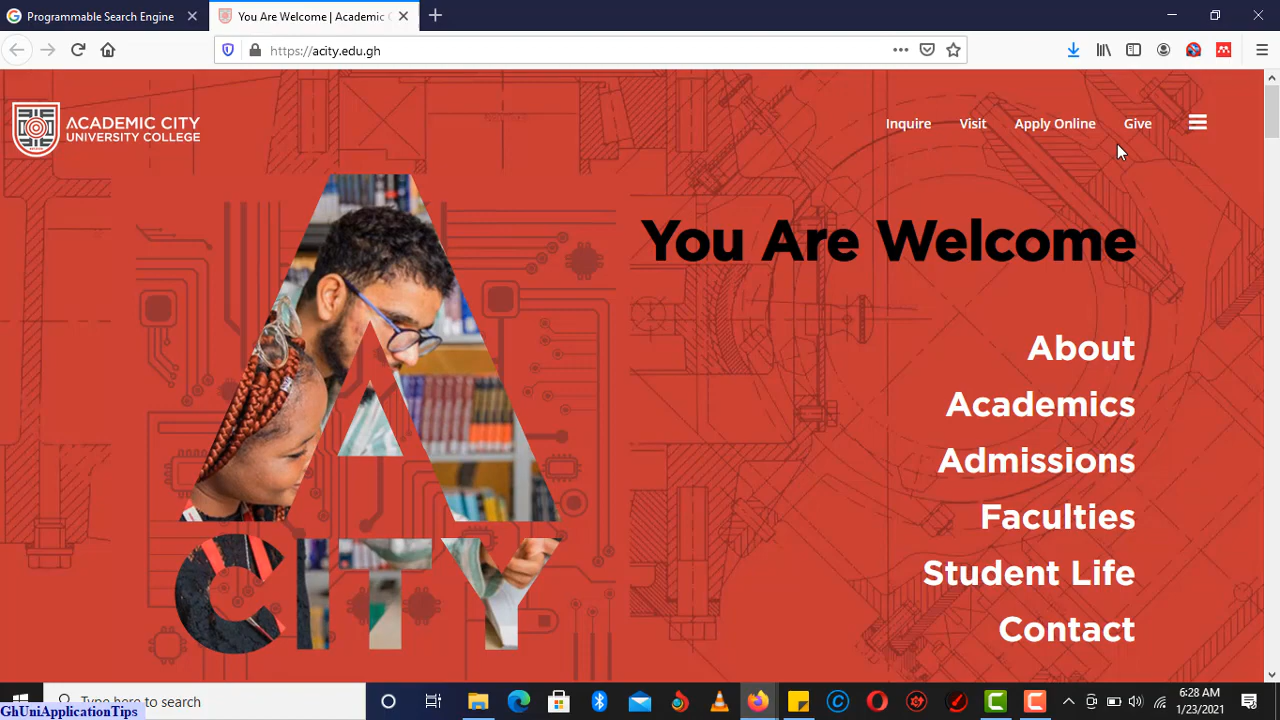 Programmable Search Engine
You Are Welcome | Academic C
https://acity.edu.gh
ACADEMIC CITY
UNIVERSITY COLLEGE
Inquire
Visit
Apply Online
Give
You Are Welcome
About
Academics
Admissions
Faculties
Student Life
Contact
A
CITY
Type here to search
6:28 AM
1/23/2021
GhUniApplicationTips